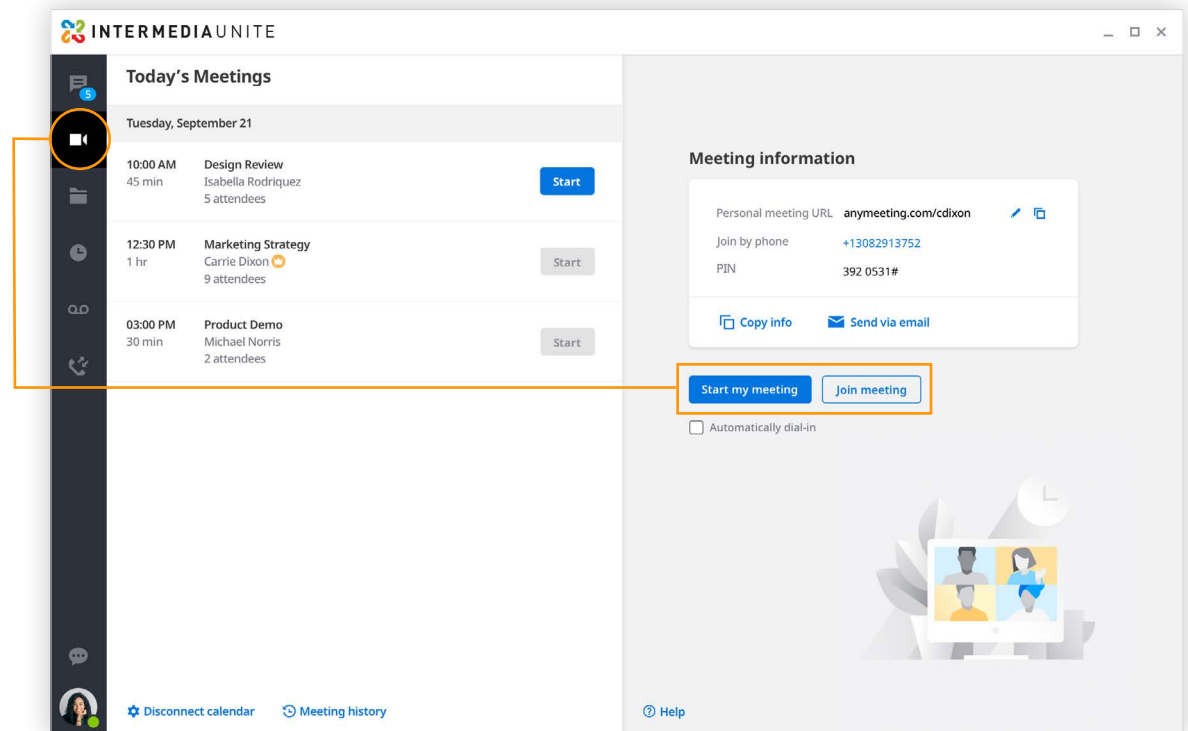 INTERMEDIAUNITE
Today's Meetings
5
Tuesday, September 21
10:00 AM Design Review
45 min Isabella Rodriquez
5 attendees
Start
12:30 PM Marketing Strategy
1 hr Carrie Dixon
9 attendees
Start
03:00 PM Product Demo
30 min Michael Norris
2 attendees
Start
Disconnect calendar Meeting history
Meeting information
Personal meeting URL anymeeting.com/cdixon
Join by phone +13082913752
PIN 392 0531#
Copy info Send via email
Start my meeting Join meeting
Automatically dial-in
Help